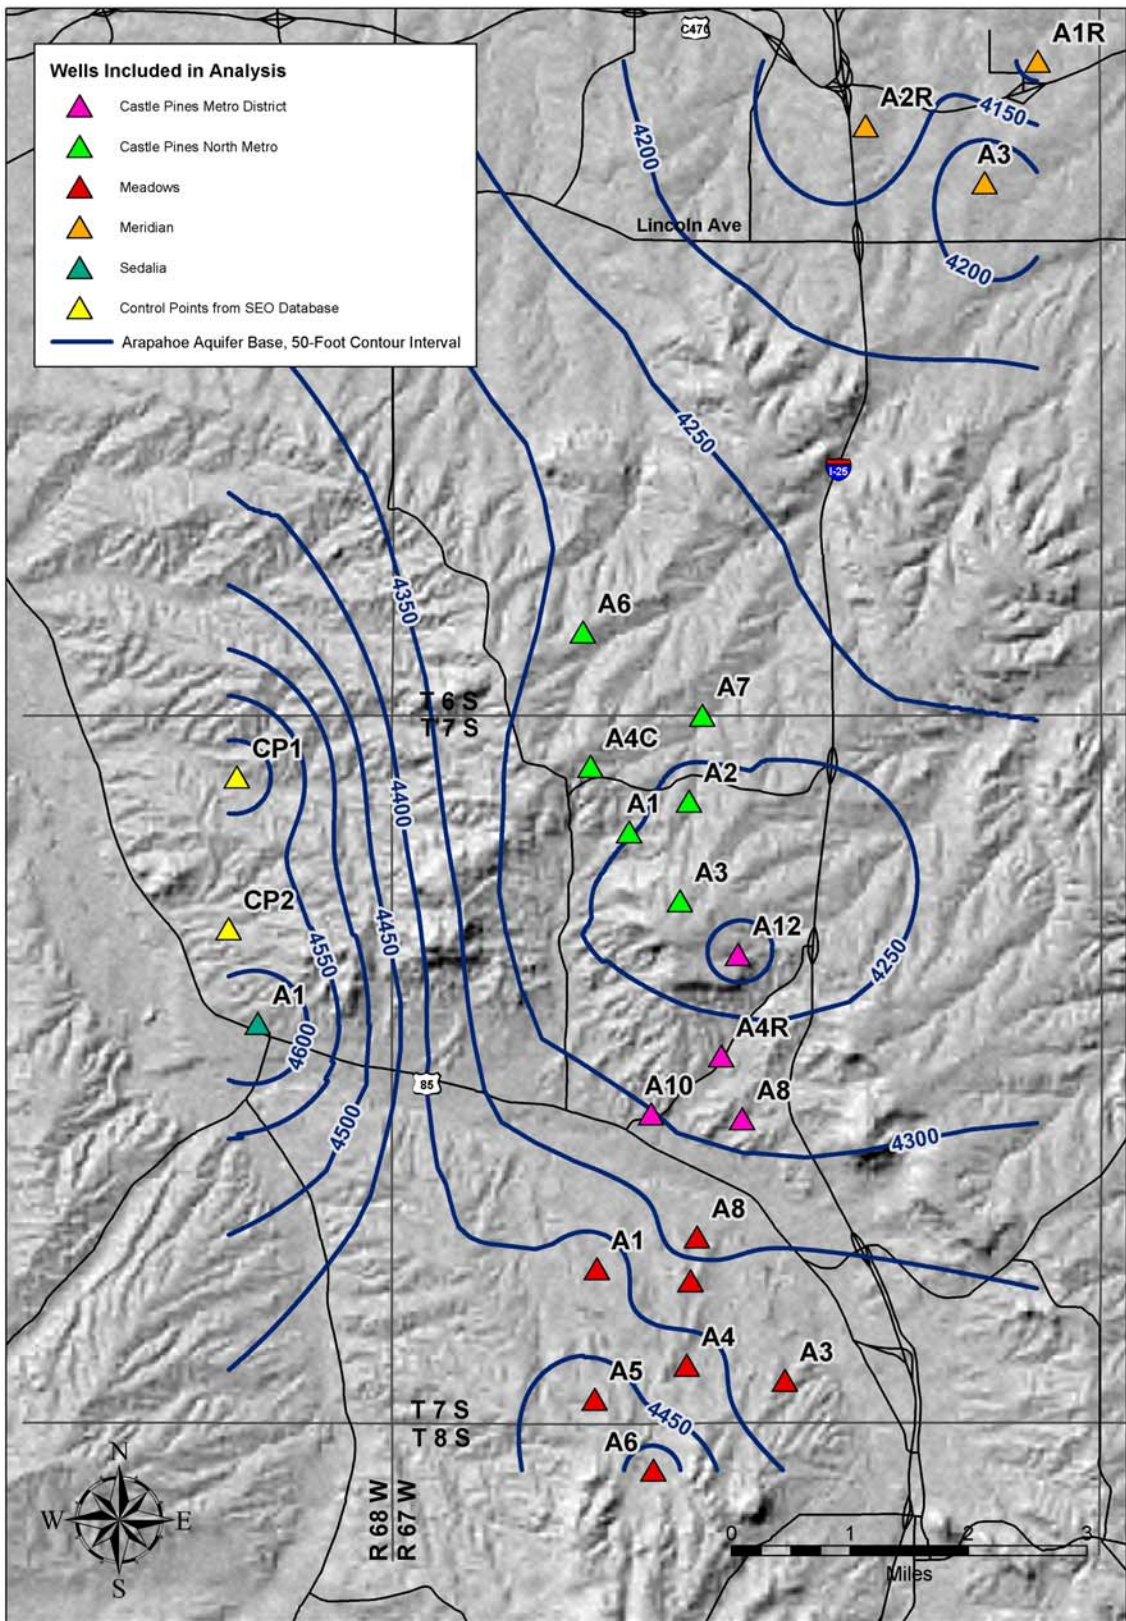 C470
A1R
Wells Included in Analysis
Castle Pines Metro District
Castle Pines North Metro
Meadows
Meridian
Sedalia
Control Points from SEO Database
Arapahoe Aquifer Base, 50-Foot Contour Interval
A2R
4150
4200
A3
Lincoln Ave
4200
4250
I-25
4350
A6
T 6 S
T 7 S
A7
CP1
A4C
A2
4400
A1
A3
CP2
4450
A12
4550
4250
A1
4600
A4R
85
A10
A8
4500
4300
A8
A1
A4
A3
A5
T 7 S
T 8 S
4450
A6
N
W
E
S
R 68 W
R 67 W
0 1 2 3
Miles